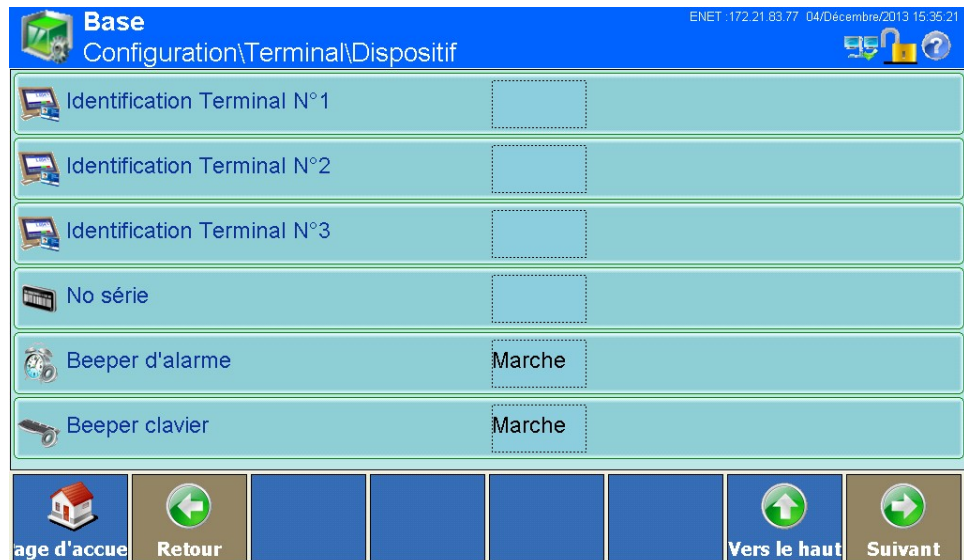 Base
ENET :172.21.83.77 04/Décembre/2013 15:35:21
Configuration\Terminal\Dispositif
Identification Terminal N°1
Identification Terminal N°2
Identification Terminal N°3
No série
Beeper d'alarme Marche
Beeper clavier Marche
age d'accue Retour Vers le haut Suivant